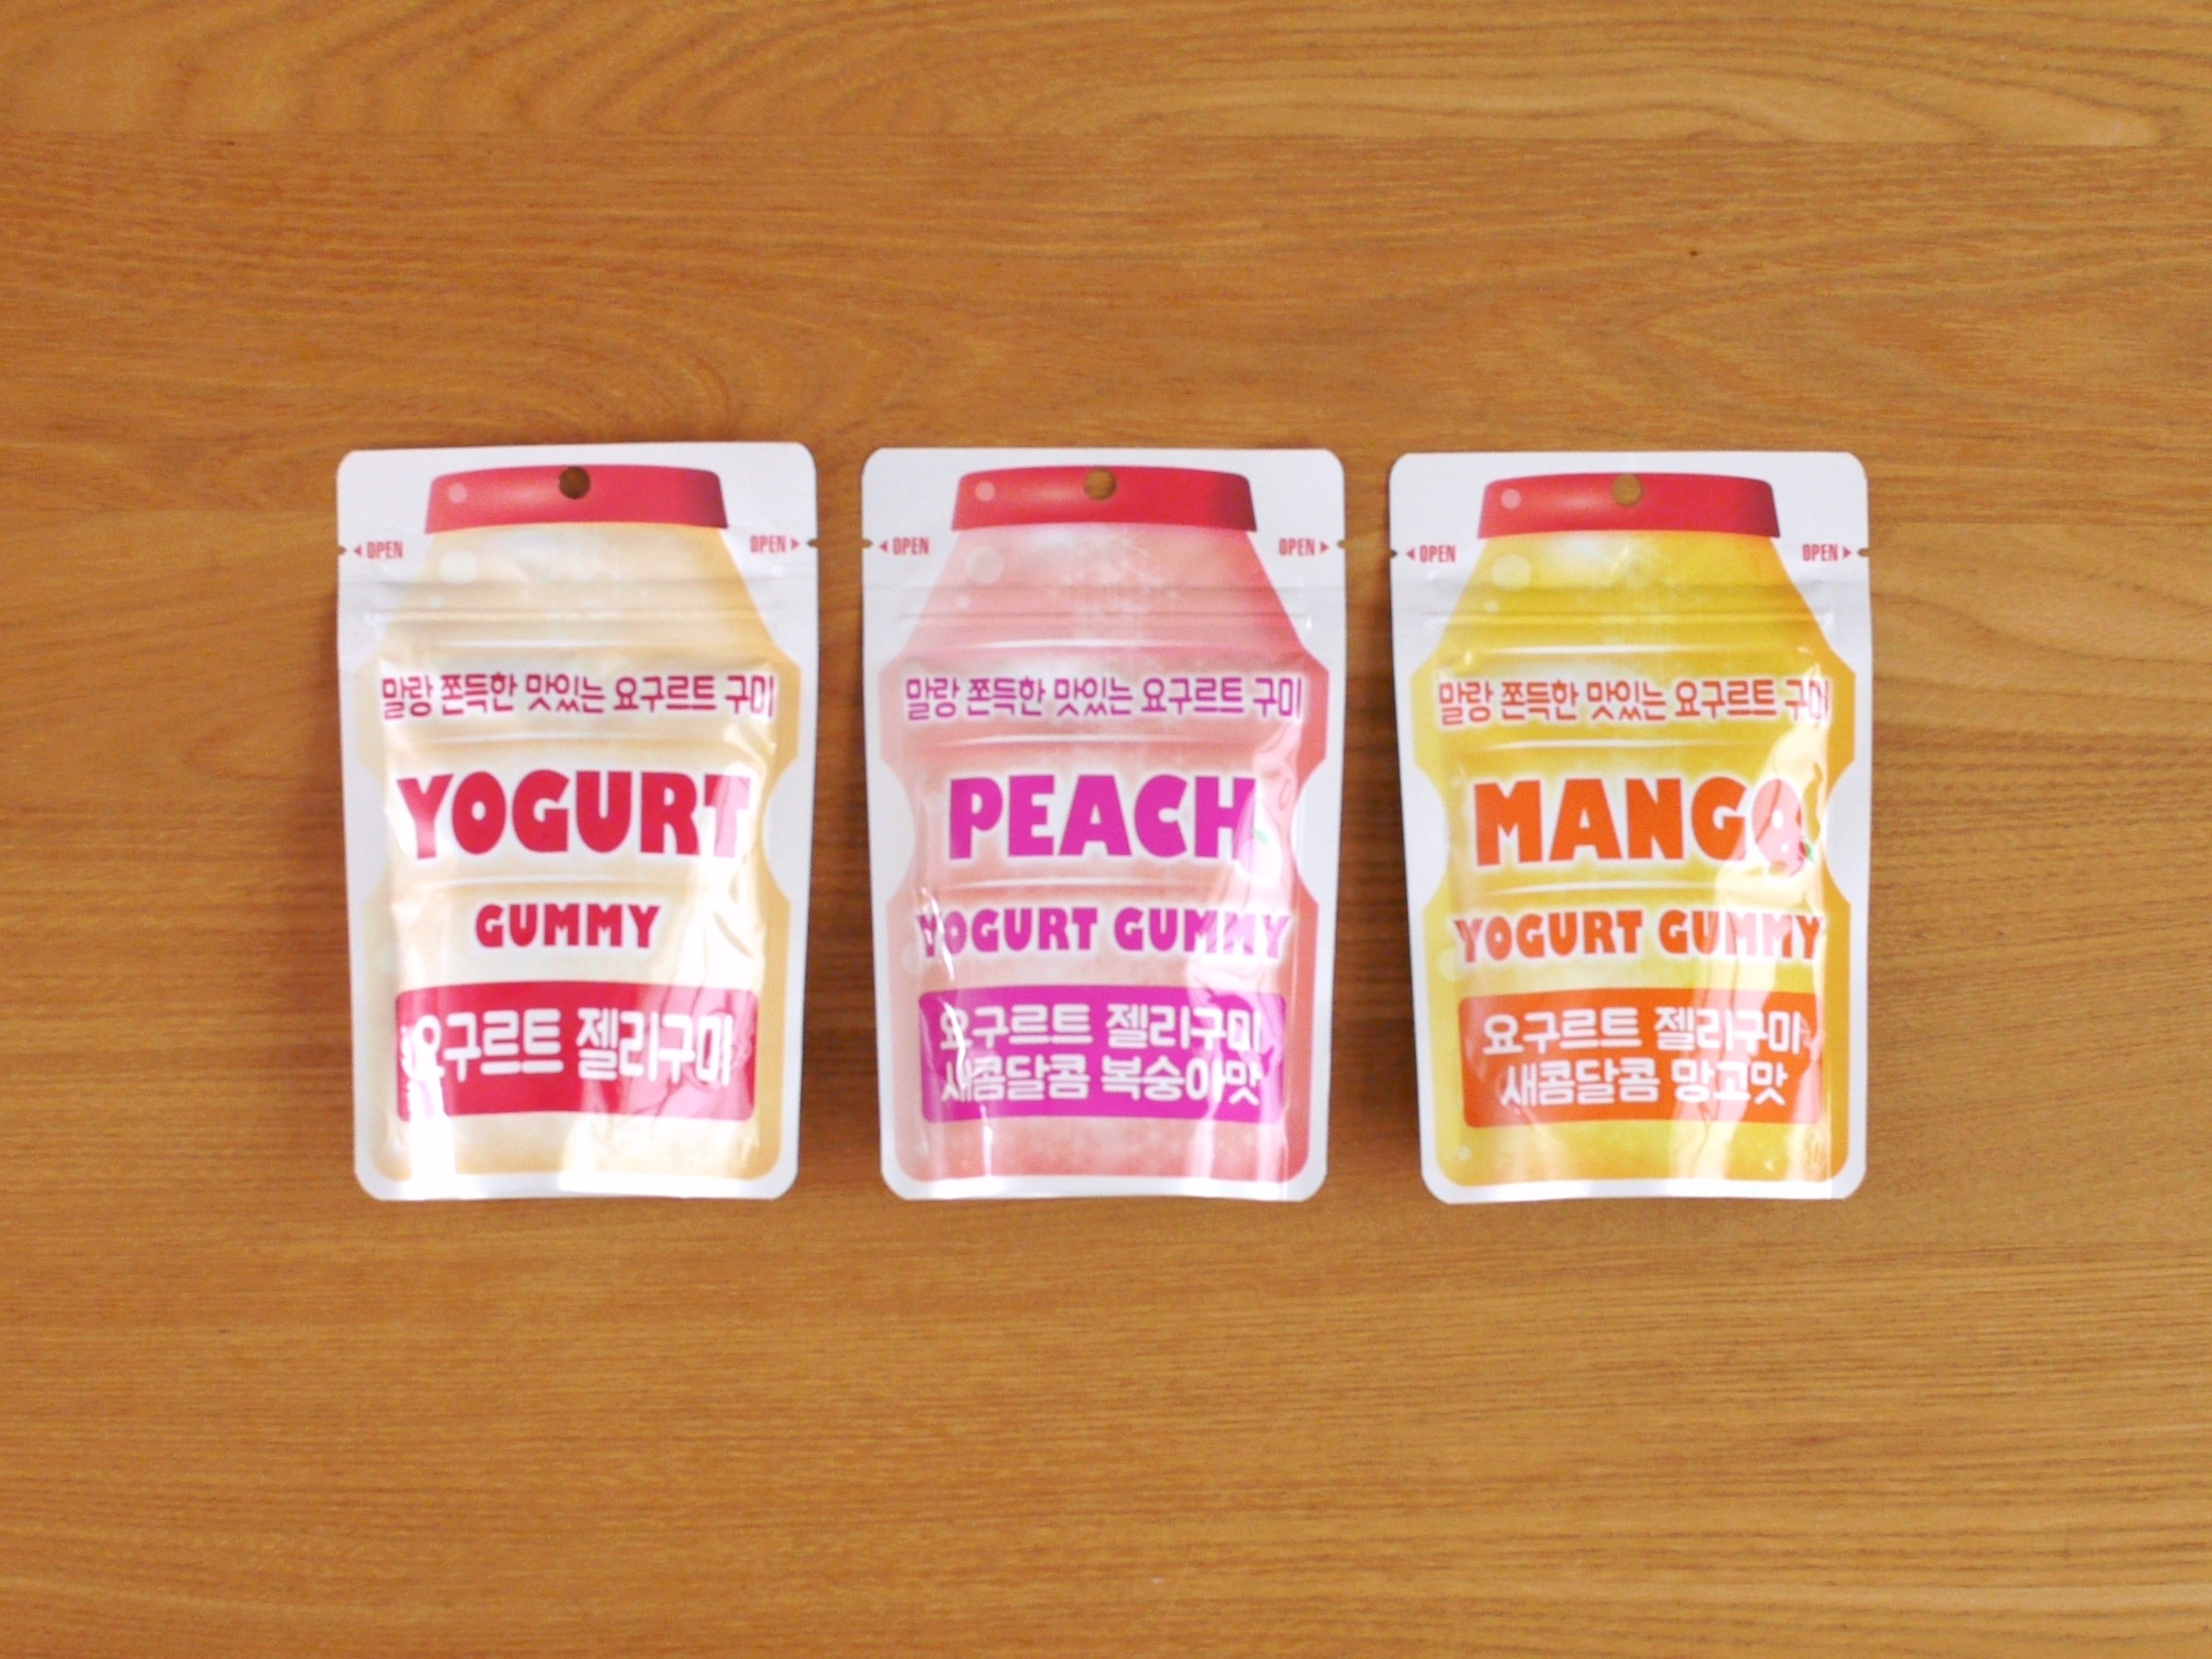 OPEN OPEN
말랑 쫀득한 맛있는 요구르트 구미
YOGURT
GUMMY
요구르트 젤리구미
OPEN OPEN
말랑 쫀득한 맛있는 요구르트 구미
PEACH
YOGURT GUMMY
요구르트 젤리구미
새콤달콤 복숭아맛
OPEN OPEN
말랑 쫀득한 맛있는 요구르트 구미
MANGO
YOGURT GUMMY
요구르트 젤리구미
새콤달콤 망고맛